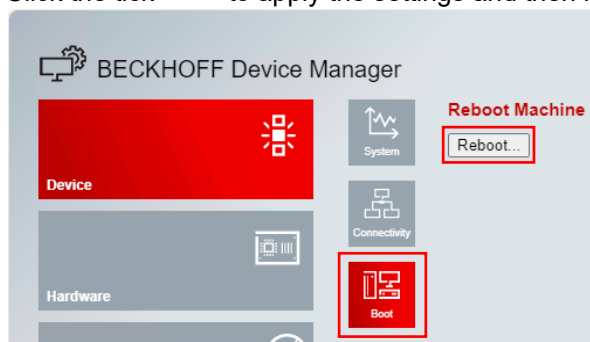 BECKHOFF Device Manager
Device
Hardware
System
Connectivity
Boot
Reboot Machine
Reboot...